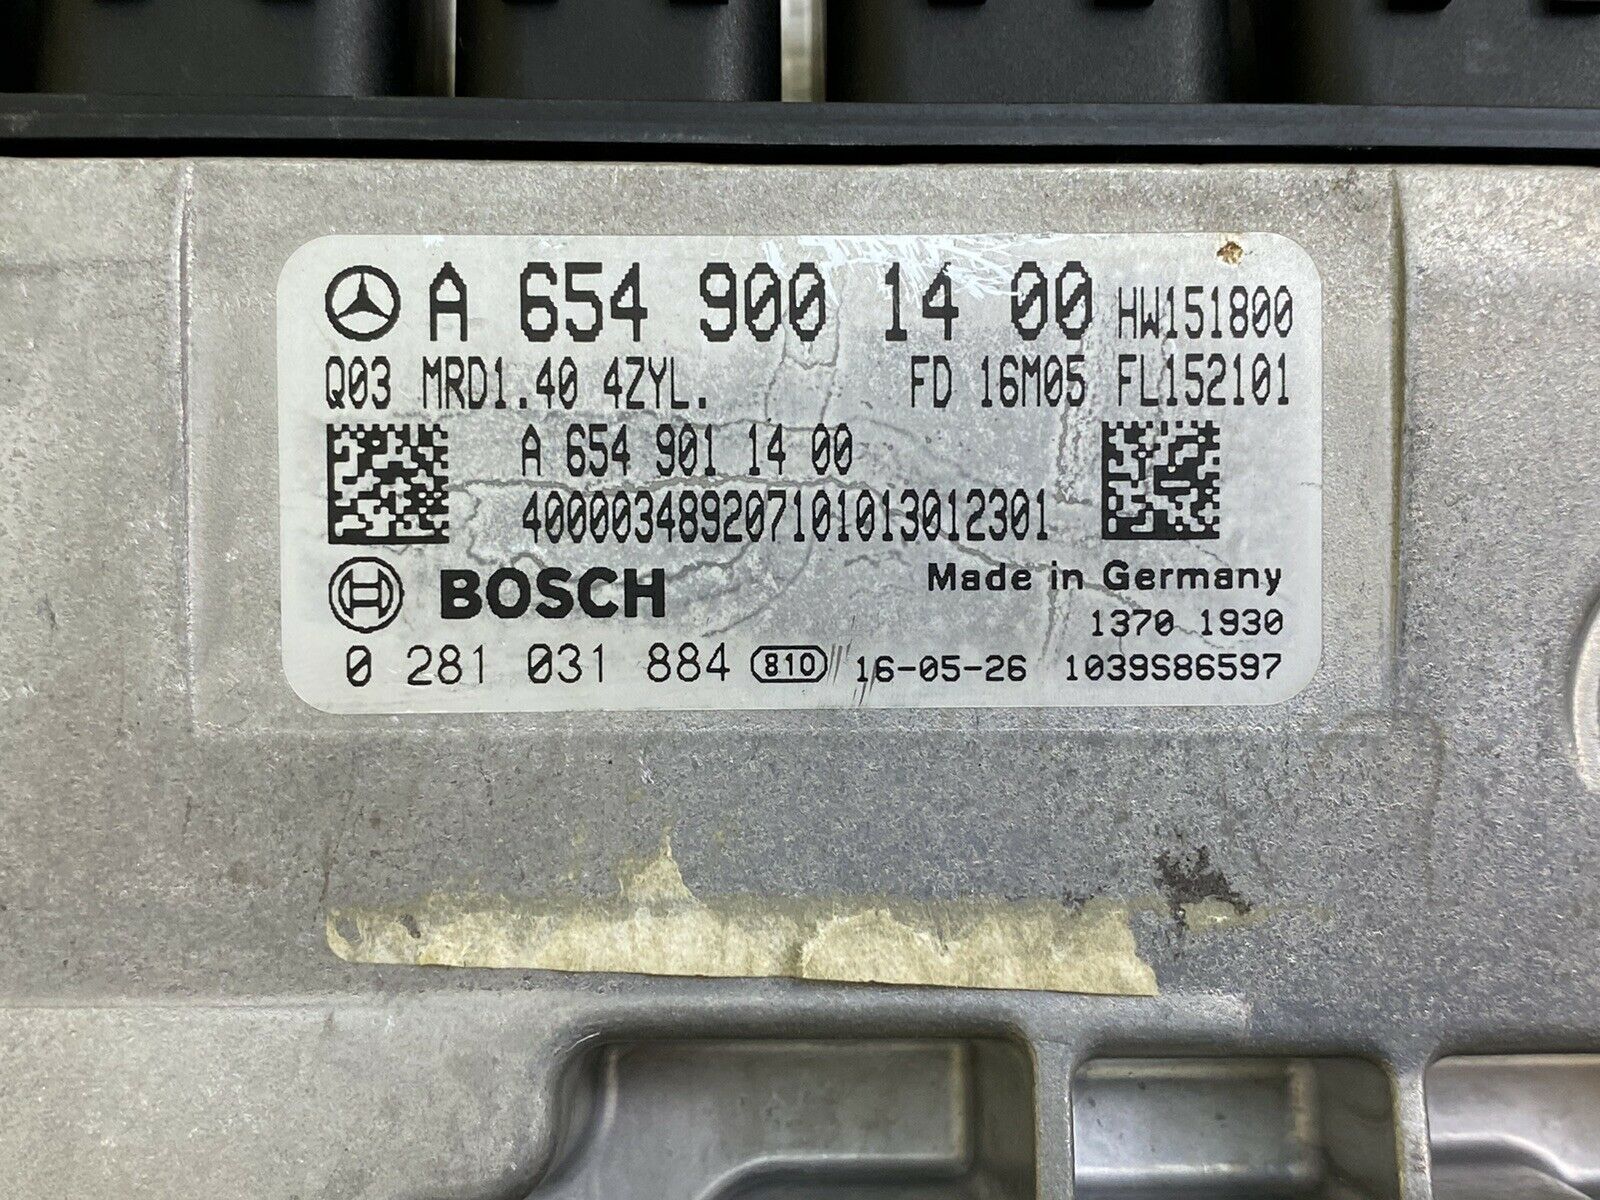 A 654 900 14 00 HW151800
Q03 MRD1.40 4ZYL. FD 16M05 FL152101
A 654 901 14 00
400003489207101013012301
BOSCH Made in Germany
1370 1930
0 281 031 884 810 16-05-26 1039S86597